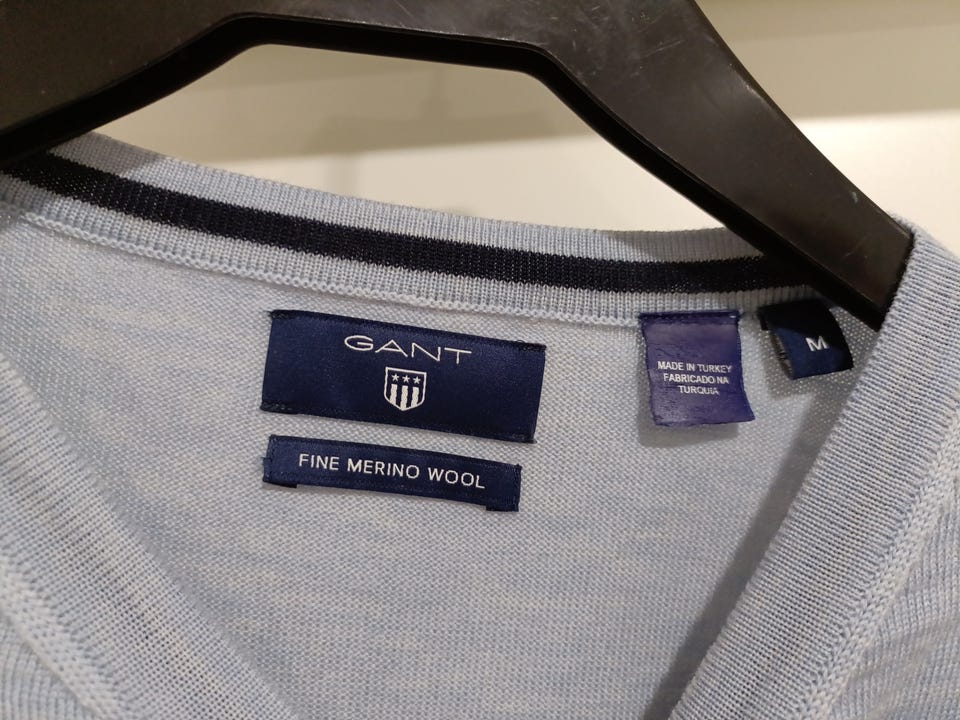 GANT
FINE MERINO WOOL
MADE IN TURKEY
FABRICADO NA
TURQUIA
M